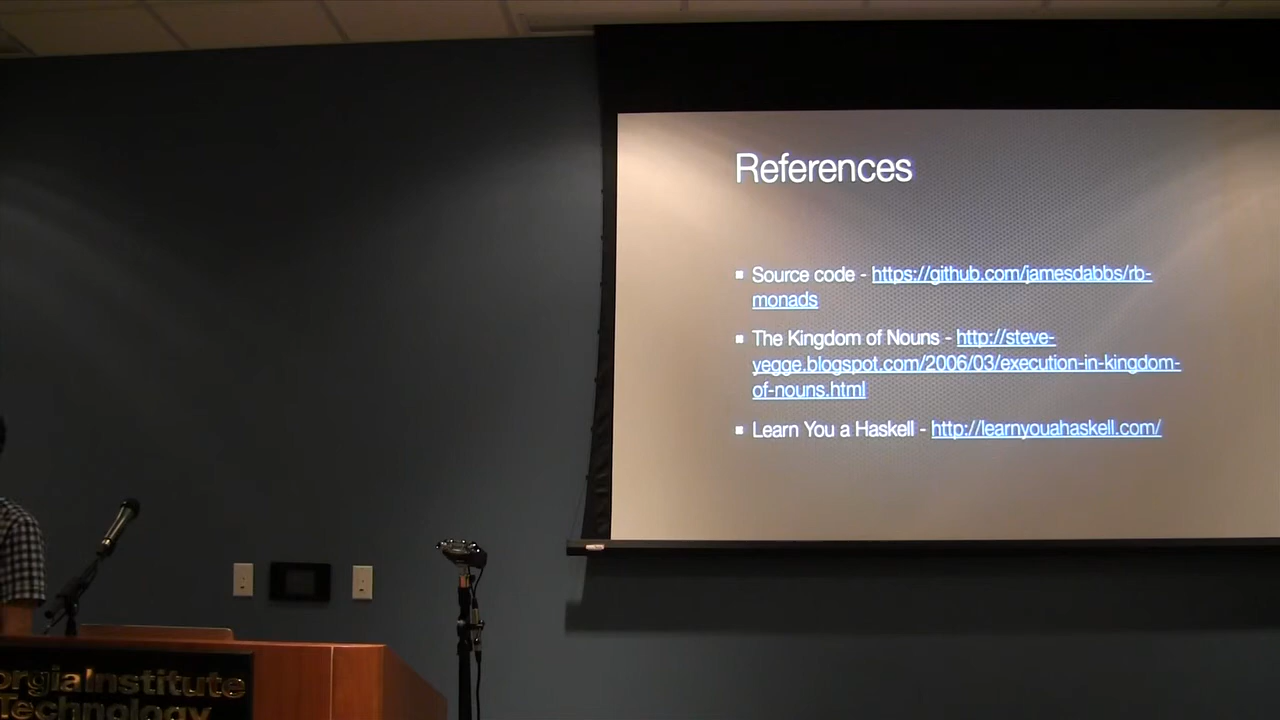 References
Source code - https://github.com/jamesdabbs/rb-
monads
The Kingdom of Nouns - http://steve-
yegge.blogspot.com/2006/03/execution-in-kingdom-
of-nouns.html
Learn You a Haskell - http://learnyouahaskell.com/
orgia Institute
Technology